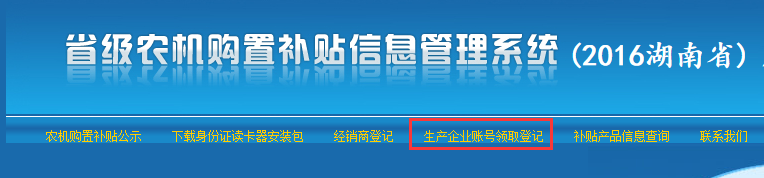 省级农机购置补贴信息管理系统 (2016湖南省)
农机购置补贴公示 下载身份证读卡器安装包 经销商登记 生产企业账号领取登记 补贴产品信息查询 联系我们